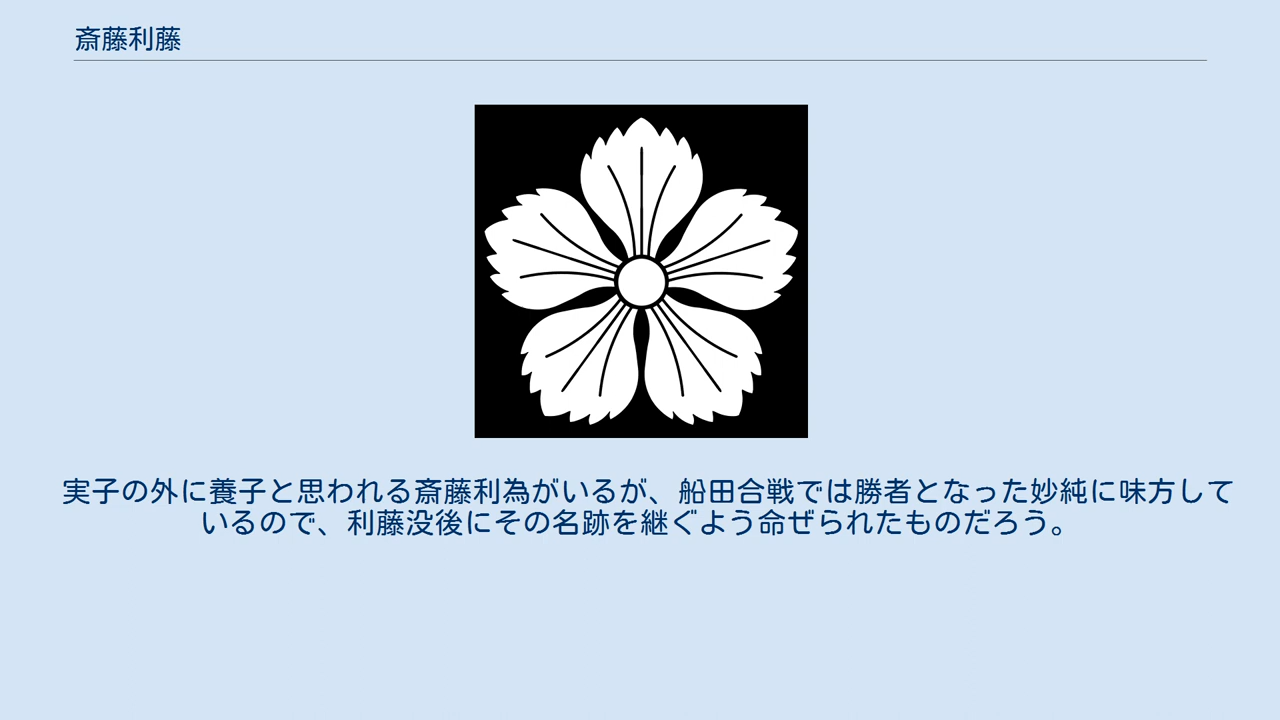 斎藤利藤
実子の外に養子と思われる斎藤利為がいるが、船田合戦では勝者となった妙純に味方して
いるので、利藤没後にその名跡を継ぐよう命ぜられたものだろう。